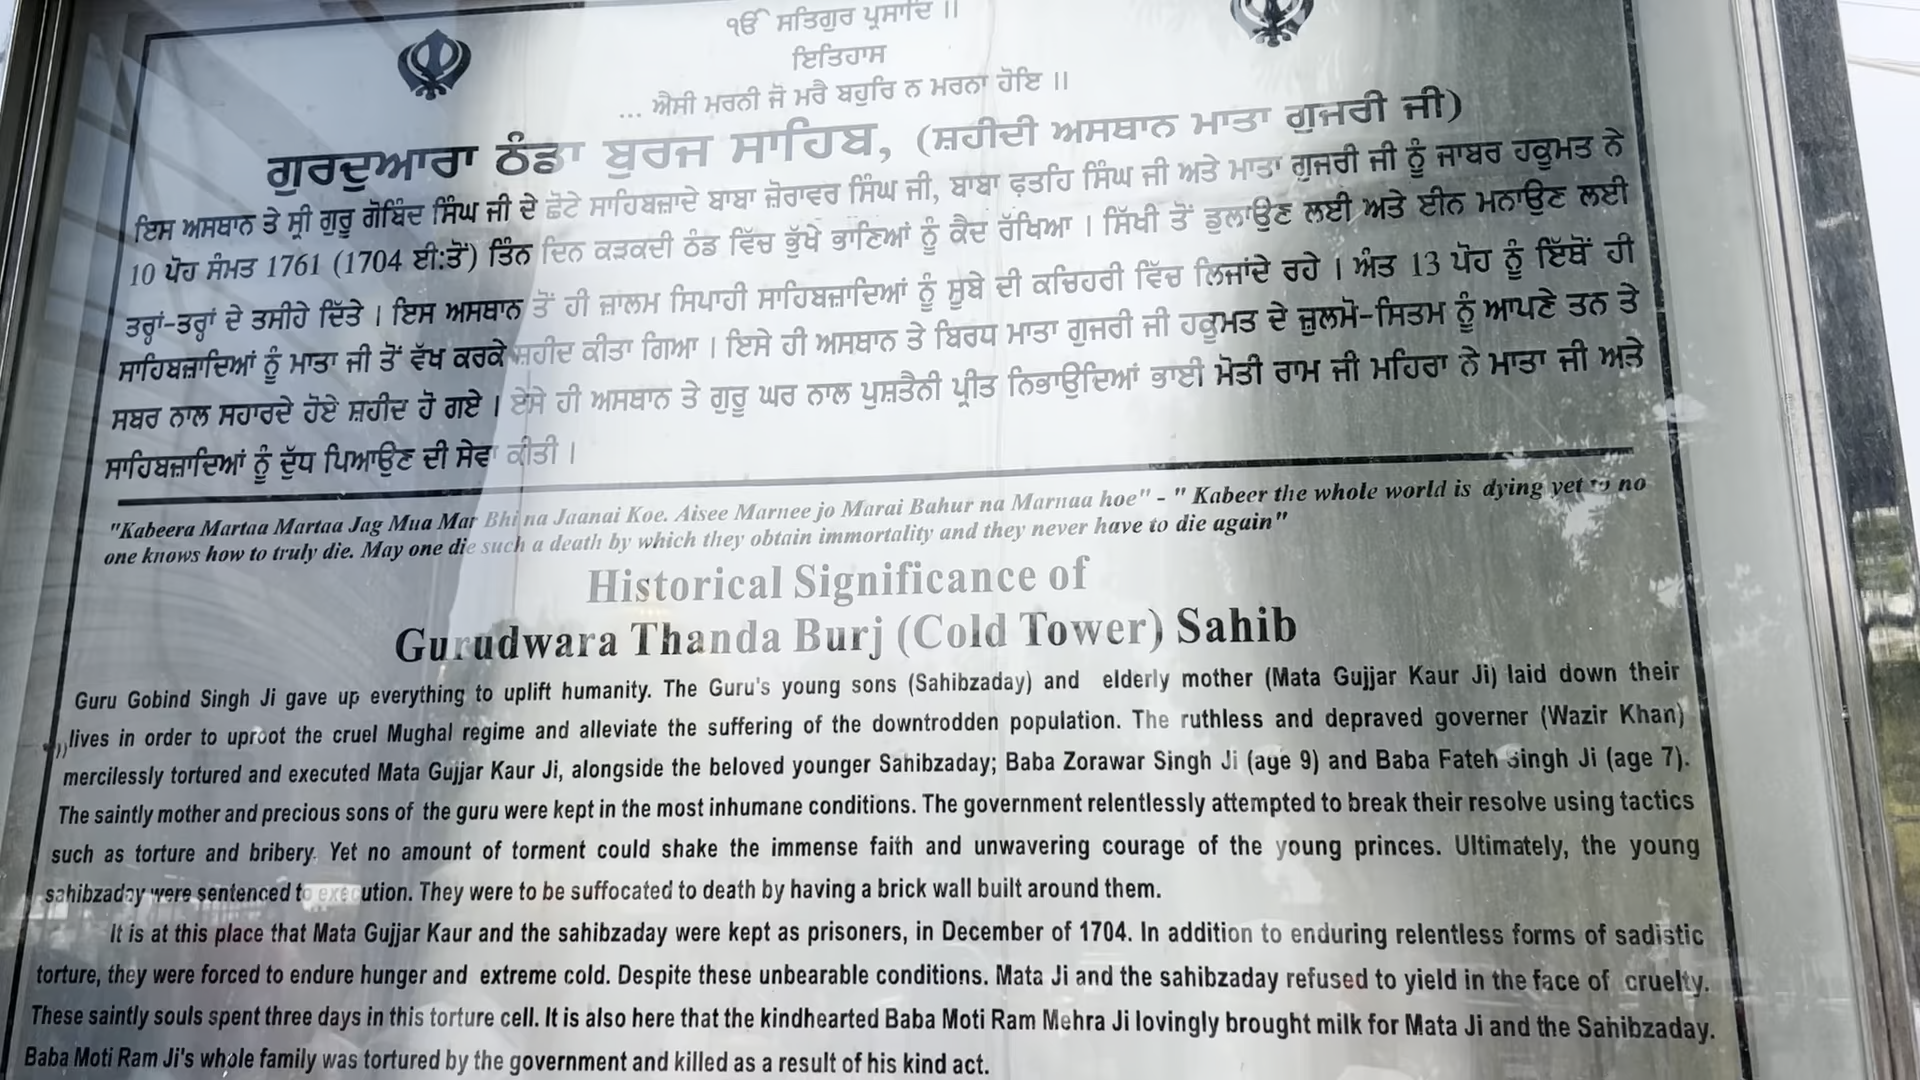 ੴ ਸਤਿਗੁਰ ਪ੍ਰਸਾਦਿ ॥
ਇਤਿਹਾਸ
... ਐਸੀ ਮਰਨੀ ਜੋ ਮਰੈ ਬਹੁਰਿ ਨ ਮਰਨਾ ਹੋਇ ॥
ਗੁਰਦੁਆਰਾ ਠੰਡਾ ਬੁਰਜ ਸਾਹਿਬ, (ਸ਼ਹੀਦੀ ਅਸਥਾਨ ਮਾਤਾ ਗੁਜਰੀ ਜੀ)
ਇਸ ਅਸਥਾਨ ਤੇ ਸ੍ਰੀ ਗੁਰੂ ਗੋਬਿੰਦ ਸਿੰਘ ਜੀ ਦੇ ਛੋਟੇ ਸਾਹਿਬਜ਼ਾਦੇ ਬਾਬਾ ਜ਼ੋਰਾਵਰ ਸਿੰਘ ਜੀ, ਬਾਬਾ ਫ਼ਤਹਿ ਸਿੰਘ ਜੀ ਅਤੇ ਮਾਤਾ ਗੁਜਰੀ ਜੀ ਨੂੰ ਜਾਬਰ ਹਕੂਮਤ ਨੇ
10 ਪੋਹ ਸੰਮਤ 1761 (1704 ਈ:ਤੋਂ) ਤਿੰਨ ਦਿਨ ਕੜਕਦੀ ਠੰਡ ਵਿੱਚ ਭੁੱਖੇ ਭਾਣਿਆਂ ਨੂੰ ਕੈਦ ਰੱਖਿਆ । ਸਿੱਖੀ ਤੋਂ ਡੁਲਾਉਣ ਲਈ ਅਤੇ ਈਨ ਮਨਾਉਣ ਲਈ
ਤਰ੍ਹਾਂ-ਤਰ੍ਹਾਂ ਦੇ ਤਸੀਹੇ ਦਿੱਤੇ । ਇਸ ਅਸਥਾਨ ਤੋਂ ਹੀ ਜ਼ਾਲਮ ਸਿਪਾਹੀ ਸਾਹਿਬਜ਼ਾਦਿਆਂ ਨੂੰ ਸੂਬੇ ਦੀ ਕਚਿਹਰੀ ਵਿੱਚ ਲਿਜਾਂਦੇ ਰਹੇ । ਅੰਤ 13 ਪੋਹ ਨੂੰ ਇੱਥੋਂ ਹੀ
ਸਾਹਿਬਜ਼ਾਦਿਆਂ ਨੂੰ ਮਾਤਾ ਜੀ ਤੋਂ ਵੱਖ ਕਰਕੇ ਸ਼ਹੀਦ ਕੀਤਾ ਗਿਆ । ਇਸੇ ਹੀ ਅਸਥਾਨ ਤੇ ਬਿਰਧ ਮਾਤਾ ਗੁਜਰੀ ਜੀ ਹਕੂਮਤ ਦੇ ਜ਼ੁਲਮੋ-ਸਿਤਮ ਨੂੰ ਆਪਣੇ ਤਨ ਤੇ
ਸਬਰ ਨਾਲ ਸਹਾਰਦੇ ਹੋਏ ਸ਼ਹੀਦ ਹੋ ਗਏ । ਏਸੇ ਹੀ ਅਸਥਾਨ ਤੇ ਗੁਰੂ ਘਰ ਨਾਲ ਪੁਸ਼ਤੈਨੀ ਪ੍ਰੀਤ ਨਿਭਾਉਂਦਿਆਂ ਭਾਈ ਮੋਤੀ ਰਾਮ ਜੀ ਮਹਿਰਾ ਨੇ ਮਾਤਾ ਜੀ ਅਤੇ
ਸਾਹਿਬਜ਼ਾਦਿਆਂ ਨੂੰ ਦੁੱਧ ਪਿਆਉਣ ਦੀ ਸੇਵਾ ਕੀਤੀ ।
"Kabeera Martaa Martaa Jag Mua Mar Bhi na Jaanai Koe. Aisee Marnee jo Marai Bahur na Marnaa hoe" - " Kabeer the whole world is dying yet to no
one knows how to truly die. May one die such a death by which they obtain immortality and they never have to die again"
Historical Significance of
Gurudwara Thanda Burj (Cold Tower) Sahib
Guru Gobind Singh Ji gave up everything to uplift humanity. The Guru's young sons (Sahibzaday) and elderly mother (Mata Gujjar Kaur Ji) laid down their
lives in order to uproot the cruel Mughal regime and alleviate the suffering of the downtrodden population. The ruthless and depraved governer (Wazir Khan)
mercilessly tortured and executed Mata Gujjar Kaur Ji, alongside the beloved younger Sahibzaday; Baba Zorawar Singh Ji (age 9) and Baba Fateh Singh Ji (age 7).
The saintly mother and precious sons of the guru were kept in the most inhumane conditions. The government relentlessly attempted to break their resolve using tactics
such as torture and bribery. Yet no amount of torment could shake the immense faith and unwavering courage of the young princes. Ultimately, the young
sahibzaday were sentenced to execution. They were to be suffocated to death by having a brick wall built around them.
It is at this place that Mata Gujjar Kaur and the sahibzaday were kept as prisoners, in December of 1704. In addition to enduring relentless forms of sadistic
torture, they were forced to endure hunger and extreme cold. Despite these unbearable conditions. Mata Ji and the sahibzaday refused to yield in the face of cruelty.
These saintly souls spent three days in this torture cell. It is also here that the kindhearted Baba Moti Ram Mehra Ji lovingly brought milk for Mata Ji and the Sahibzaday.
Baba Moti Ram Ji's whole family was tortured by the government and killed as a result of his kind act.